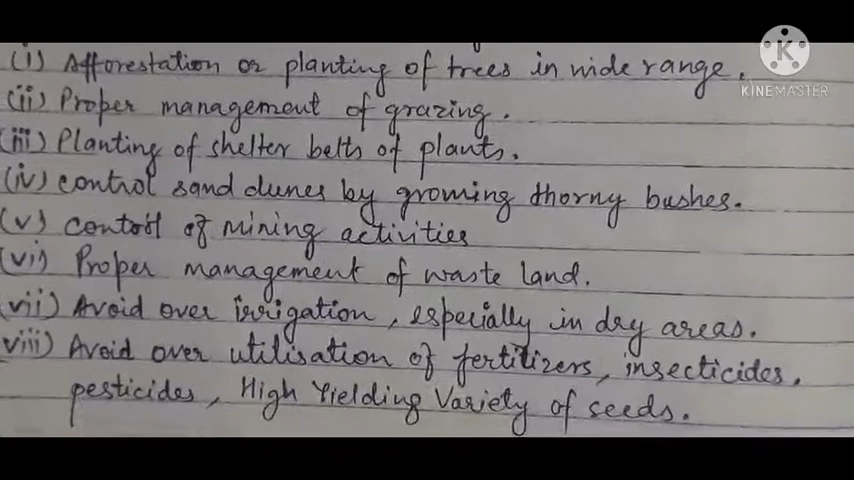 (i) Afforestation or planting of trees in wide range.
KINEMASTER
(ii) Proper management of grazing.
(iii) Planting of shelter belts of plants.
(iv) control sand dunes by growing thorny bushes.
(v) control of mining activities
(vi) Proper management of waste land.
(vii) Avoid over irrigation, especially in dry areas.
(viii) Avoid over utilisation of fertilizers, insecticides,
pesticides, High Yielding Variety of seeds.